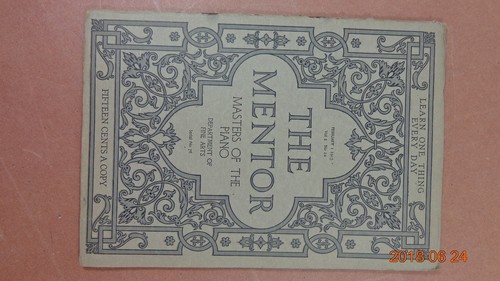 LEARN ONE THING
EVERY DAY
THE
MENTOR
MASTERS OF THE
PIANO
DEPARTMENT OF
FINE ARTS
FIFTEEN CENTS A COPY
2018 08 24